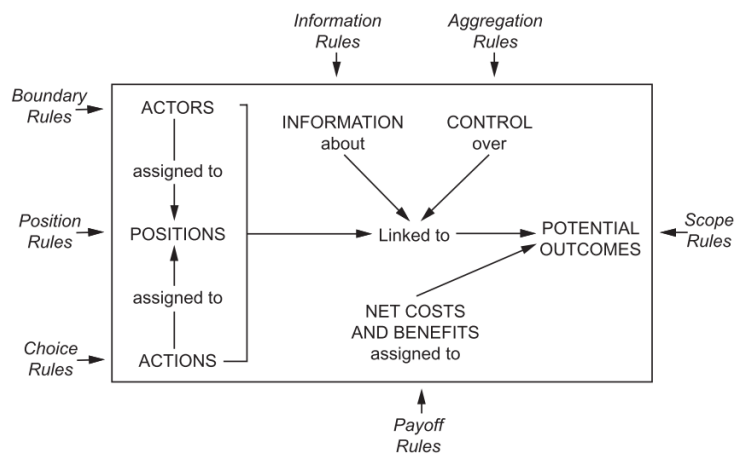 Information
Rules
Aggregation
Rules
Boundary
Rules
ACTORS
INFORMATION
about
CONTROL
over
assigned to
Position
Rules
POSITIONS
Linked to
POTENTIAL
OUTCOMES
Scope
Rules
assigned to
NET COSTS
AND BENEFITS
assigned to
Choice
Rules
ACTIONS
Payoff
Rules